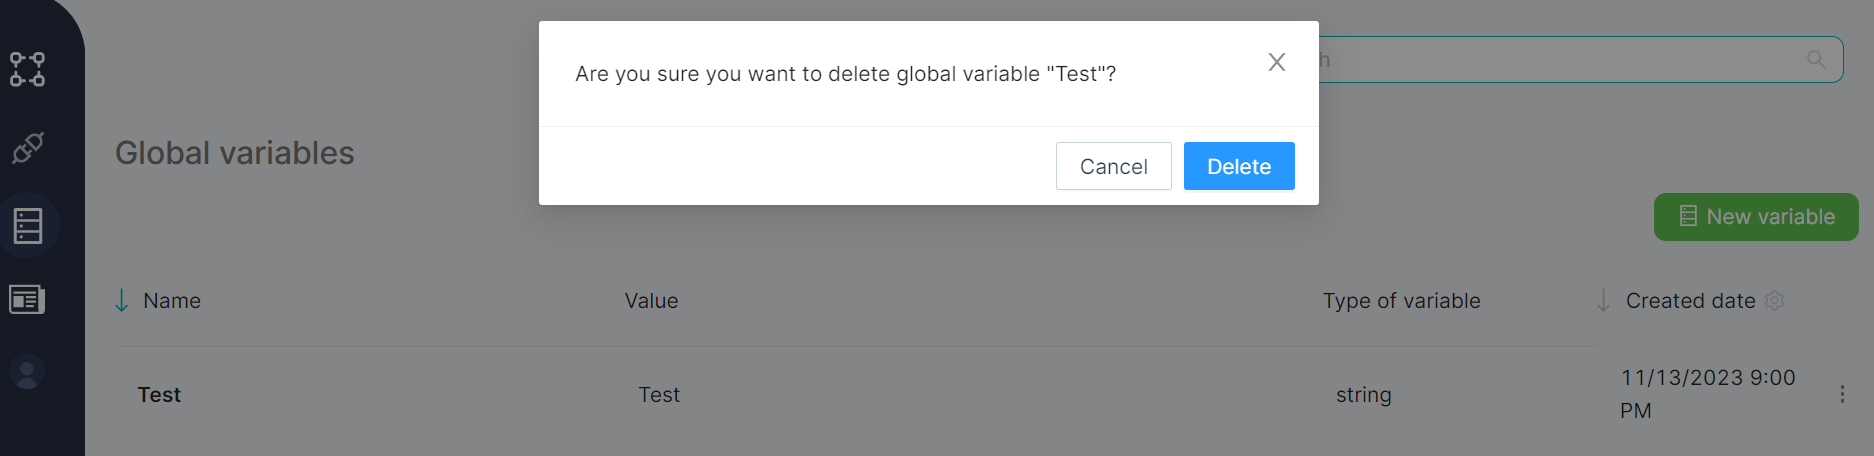 Are you sure you want to delete global variable "Test"?
X
h
Global variables
Cancel
Delete
New variable
Name
Value
Type of variable
Created date
Test
Test
string
11/13/2023 9:00
PM